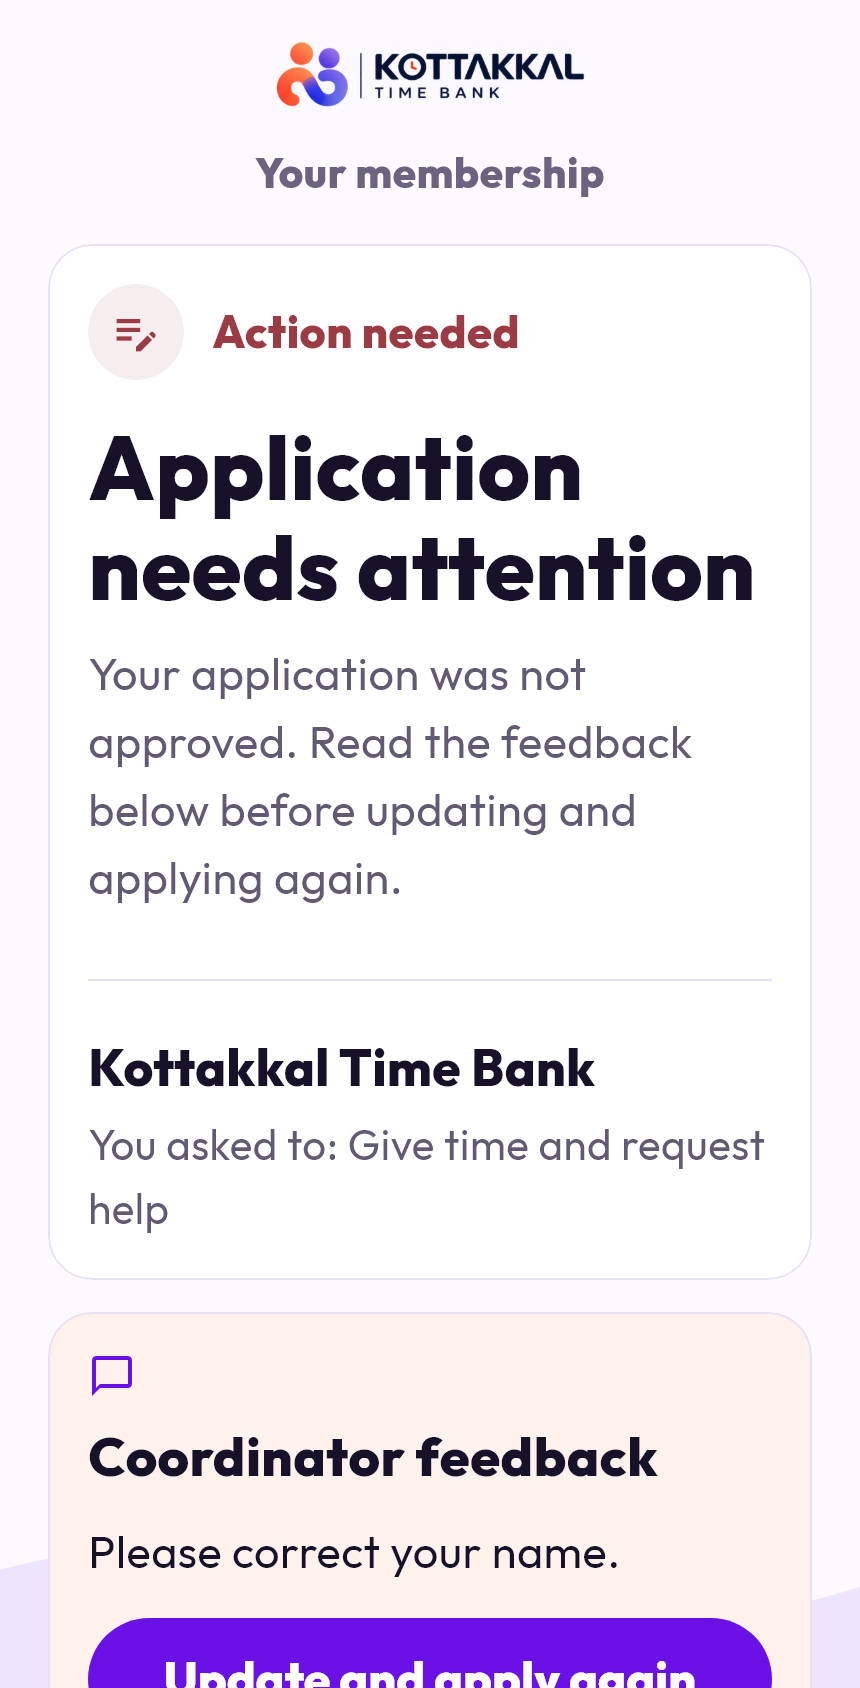 KOTTAKKAL
TIME BANK
Your membership
Action needed
Application
needs attention
Your application was not
approved. Read the feedback
below before updating and
applying again.
Kottakkal Time Bank
You asked to: Give time and request
help
Coordinator feedback
Please correct your name.
Update and apply again